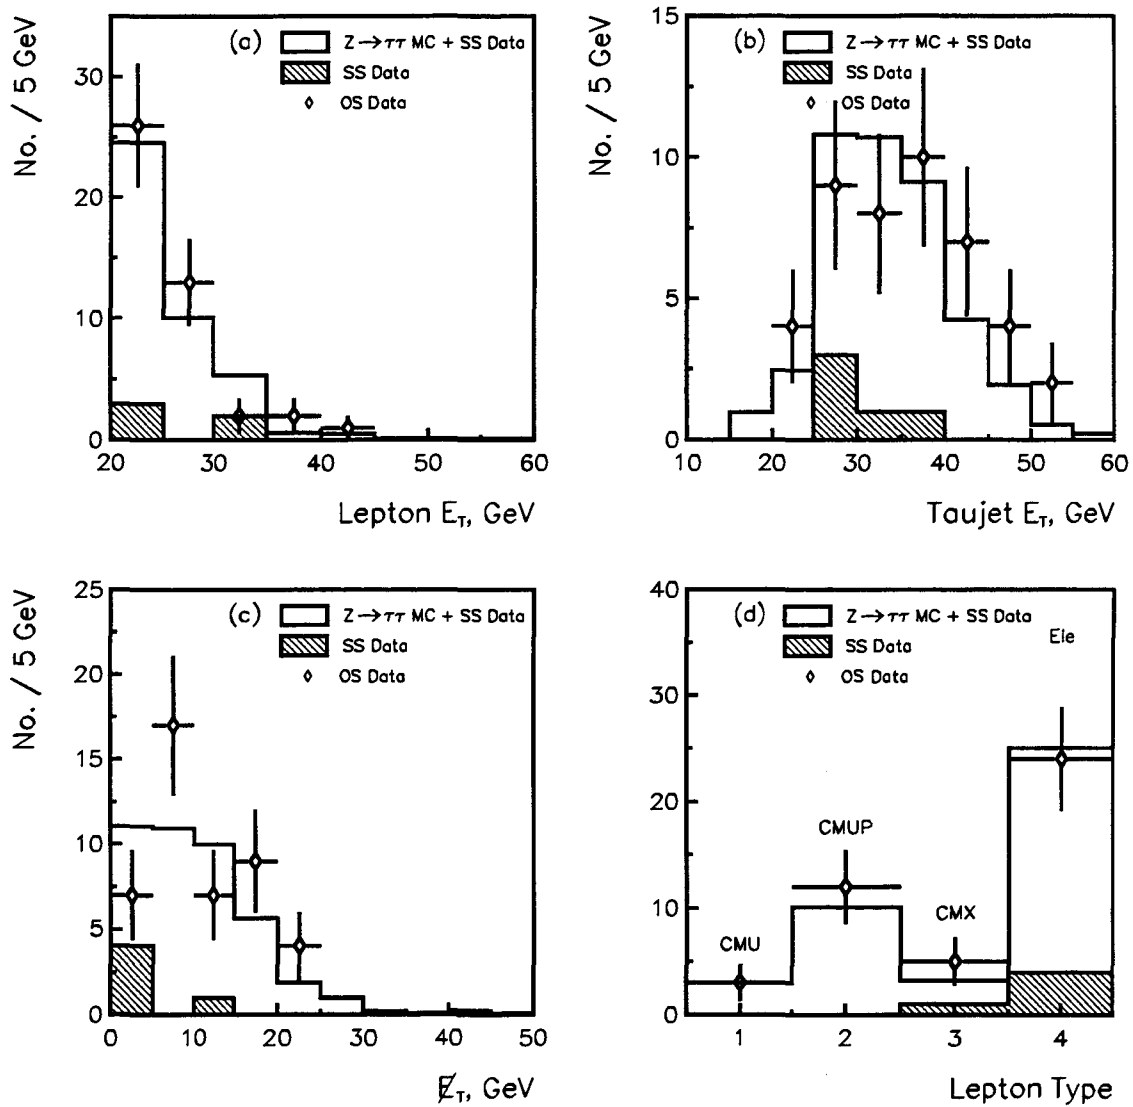 (a)
Z→ττ MC + SS Data
SS Data
OS Data
No. / 5 GeV
30
20
10
0
20 30 40 50 60
Lepton E_T, GeV
(b)
Z→ττ MC + SS Data
SS Data
OS Data
No. / 5 GeV
15
10
5
0
10 20 30 40 50 60
Taujet E_T, GeV
(c)
Z→ττ MC + SS Data
SS Data
OS Data
No. / 5 GeV
25
20
15
10
5
0
0 10 20 30 40 50
E̸_T, GeV
(d)
Z→ττ MC + SS Data
SS Data
OS Data
Ele
CMUP
CMX
CMU
40
30
20
10
0
1 2 3 4
Lepton Type